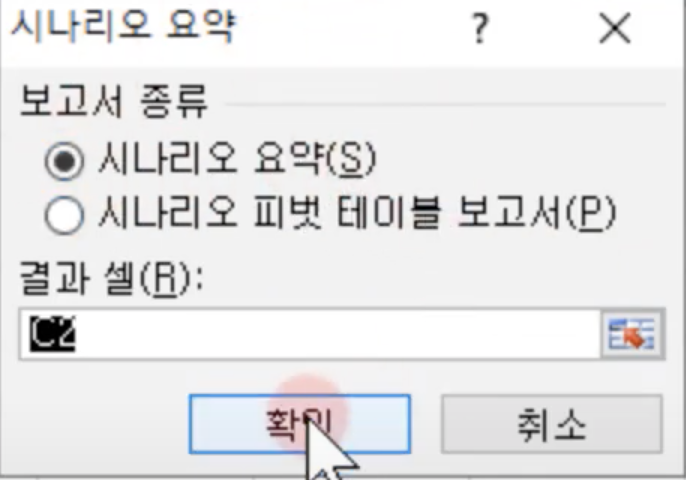 시나리오 요약 ? ×
보고서 종류
시나리오 요약(S)
시나리오 피벗 테이블 보고서(P)
결과 셀(R):
C2
확인 취소